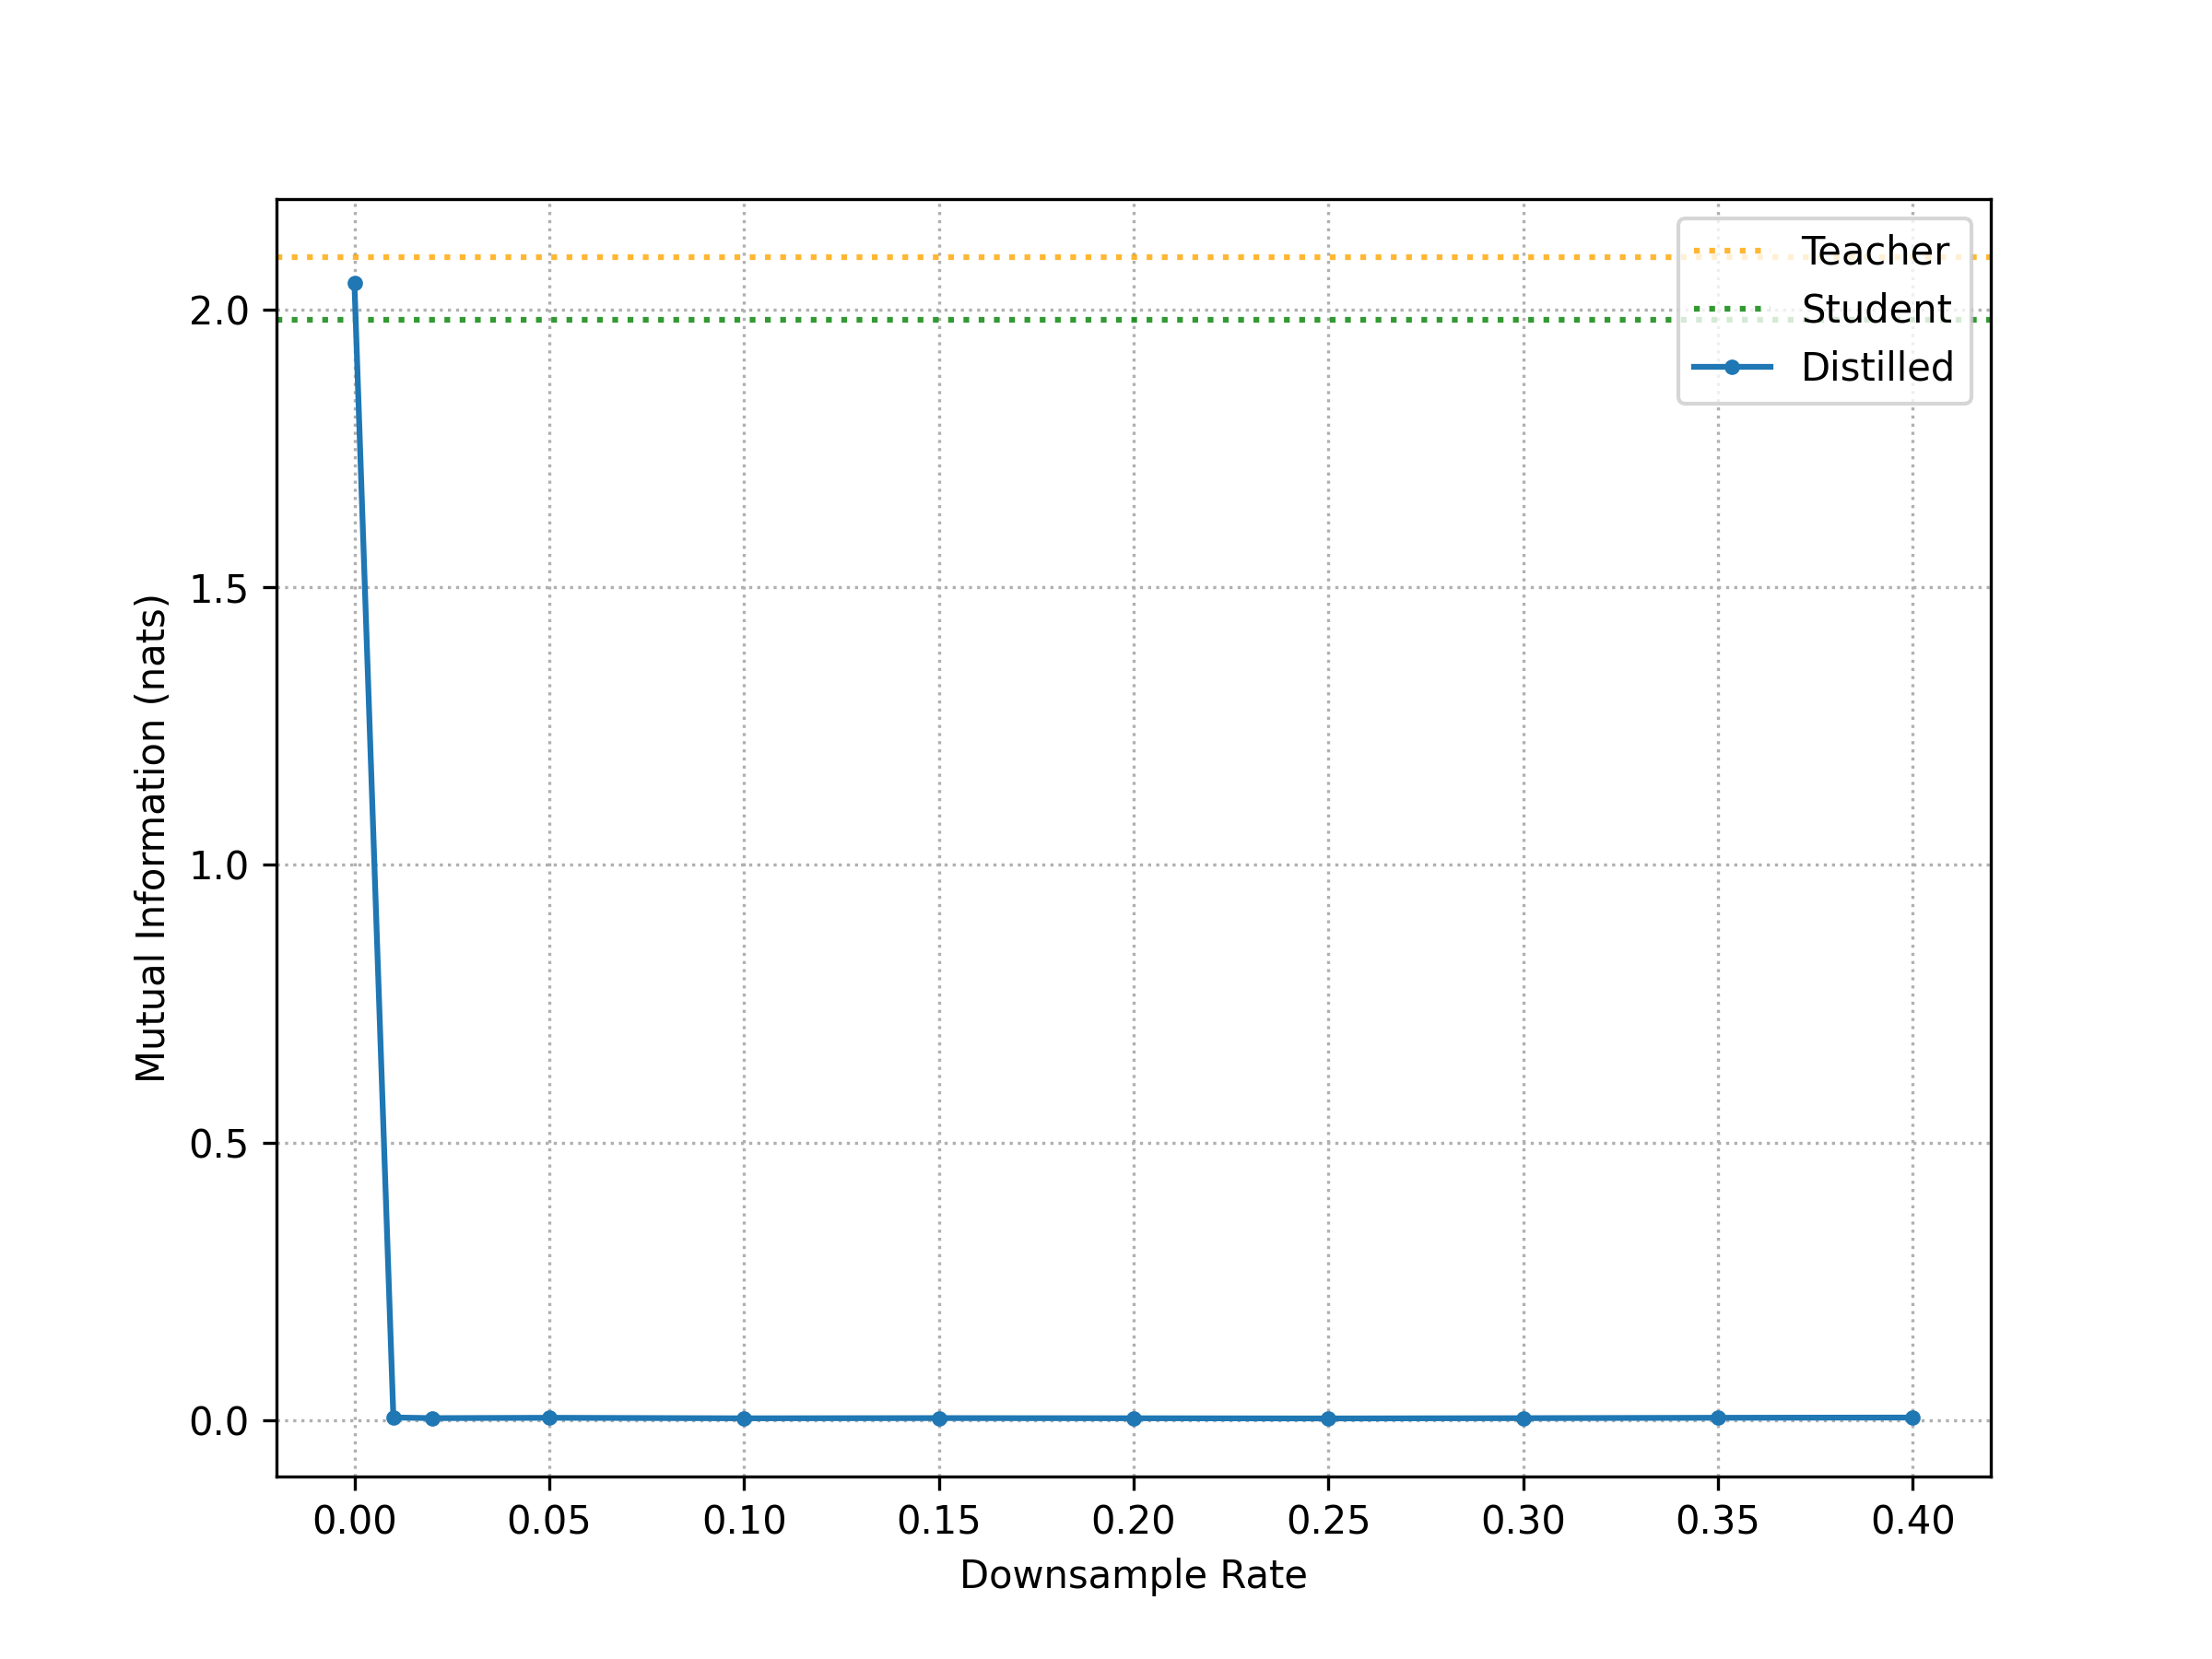 Teacher
Student
Distilled
2.0
1.5
1.0
0.5
0.0
Mutual Information (nats)
0.00 0.05 0.10 0.15 0.20 0.25 0.30 0.35 0.40
Downsample Rate